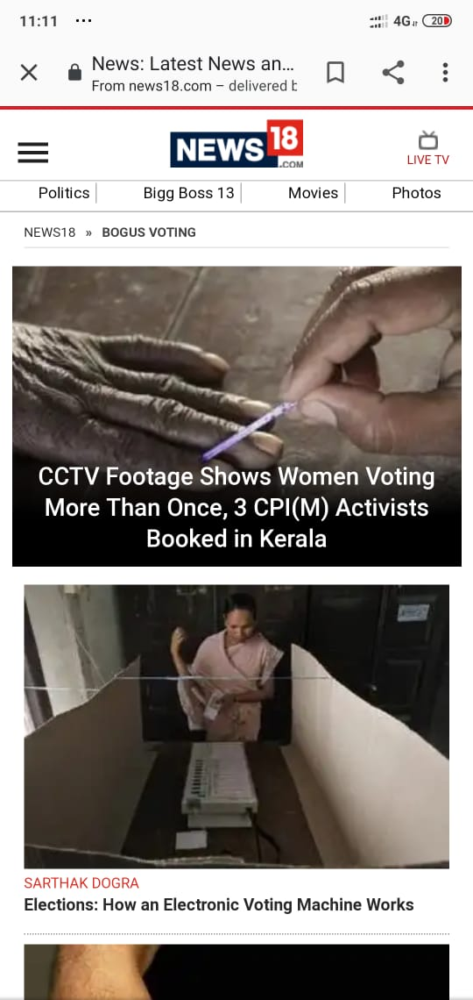 11:11 ...
4G 20
News: Latest News an...
From news18.com – delivered b
NEWS 18
.COM
LIVE TV
Politics Bigg Boss 13 Movies Photos
NEWS18 » BOGUS VOTING
CCTV Footage Shows Women Voting
More Than Once, 3 CPI(M) Activists
Booked in Kerala
SARTHAK DOGRA
Elections: How an Electronic Voting Machine Works